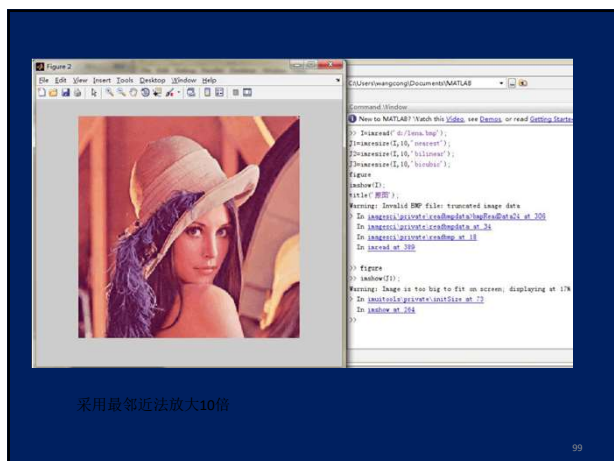 Figure 2
File Edit View Insert Tools Desktop Window Help
C:\Users\wangcong\Documents\MATLAB
Command Window
New to MATLAB? Watch this Video, see Demos, or read Getting Starte
>> I=imread('d:/lena.bmp');
J1=imresize(I,10,'nearest');
J2=imresize(I,10,'bilinear');
J3=imresize(I,10,'bicubic');
figure
imshow(I);
title('原图');
Warning: Invalid BMP file: truncated image data
> In imagesci\private\readbmpdata>bmpReadData24 at 306
In imagesci\private\readbmpdata at 34
In imagesci\private\readbmp at 18
In imread at 389
>> figure
>> imshow(J1);
Warning: Image is too big to fit on screen; displaying at 17%
> In imuitools\private\initSize at 73
In imshow at 264
>>
采用最邻近法放大10倍
99